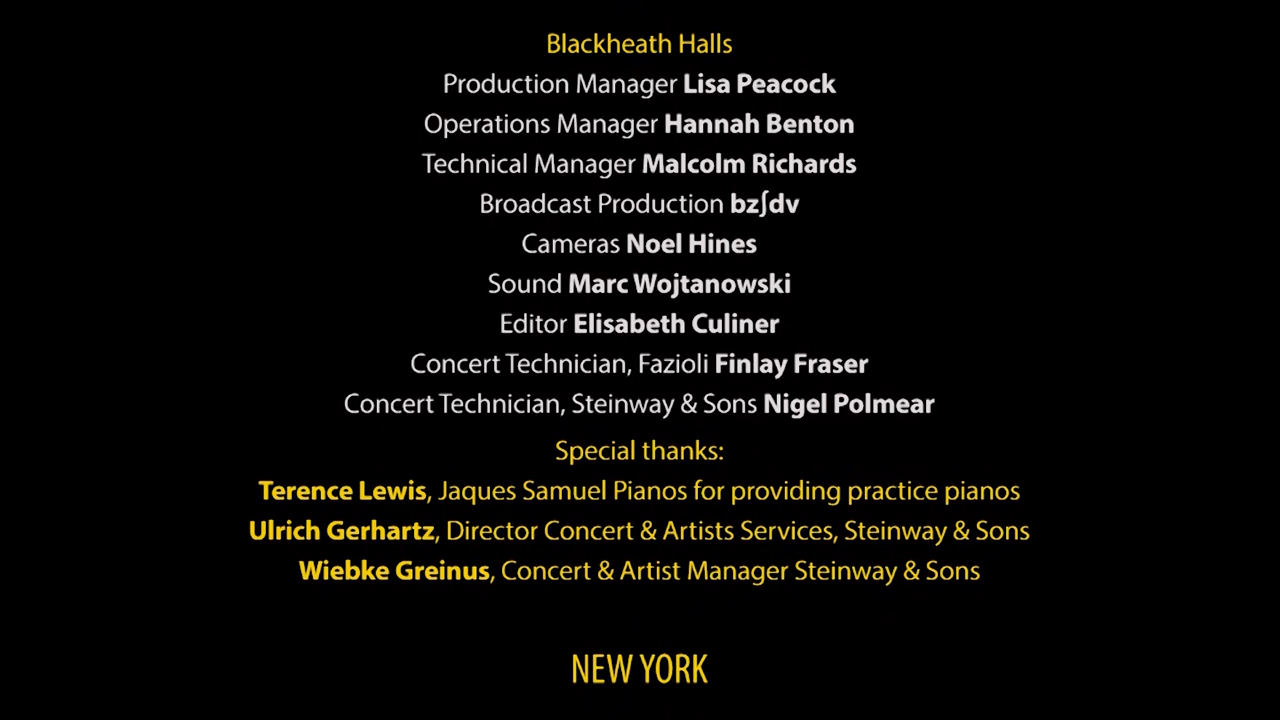 Blackheath Halls
Production Manager Lisa Peacock
Operations Manager Hannah Benton
Technical Manager Malcolm Richards
Broadcast Production bz∫dv
Cameras Noel Hines
Sound Marc Wojtanowski
Editor Elisabeth Culiner
Concert Technician, Fazioli Finlay Fraser
Concert Technician, Steinway & Sons Nigel Polmear
Special thanks:
Terence Lewis, Jaques Samuel Pianos for providing practice pianos
Ulrich Gerhartz, Director Concert & Artists Services, Steinway & Sons
Wiebke Greinus, Concert & Artist Manager Steinway & Sons
NEW YORK